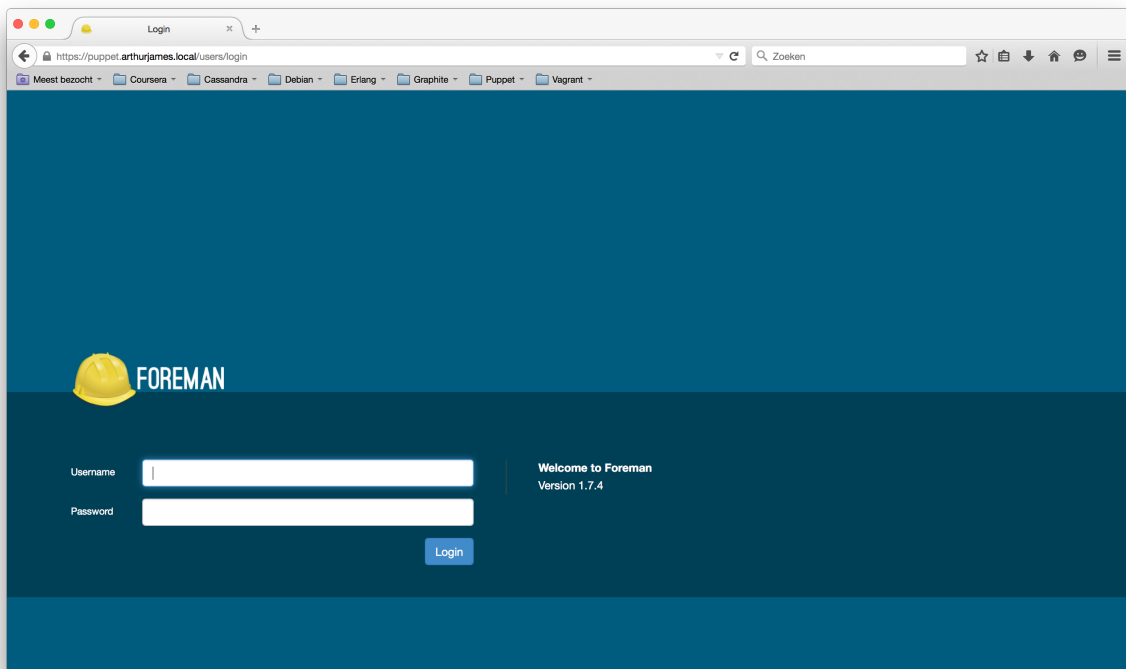 Login
https://puppet.arthurjames.local/users/login
Zoeken
Meest bezocht Coursera Cassandra Debian Erlang Graphite Puppet Vagrant
FOREMAN
Username
Welcome to Foreman
Version 1.7.4
Password
Login